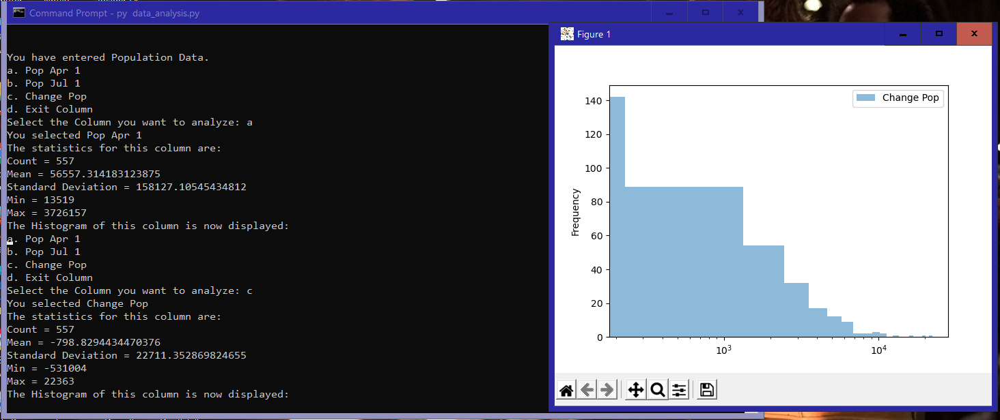 Command Prompt - py data_analysis.py
You have entered Population Data.
a. Pop Apr 1
b. Pop Jul 1
c. Change Pop
d. Exit Column
Select the Column you want to analyze: a
You selected Pop Apr 1
The statistics for this column are:
Count = 557
Mean = 56557.314183123875
Standard Deviation = 158127.10545434812
Min = 13519
Max = 3726157
The Histogram of this column is now displayed:
a. Pop Apr 1
b. Pop Jul 1
c. Change Pop
d. Exit Column
Select the Column you want to analyze: c
You selected Change Pop
The statistics for this column are:
Count = 557
Mean = -798.8294434470376
Standard Deviation = 22711.352869824655
Min = -531004
Max = 22363
The Histogram of this column is now displayed:
Figure 1
Change Pop
Frequency
140
120
100
80
60
40
20
0
10³
10⁴